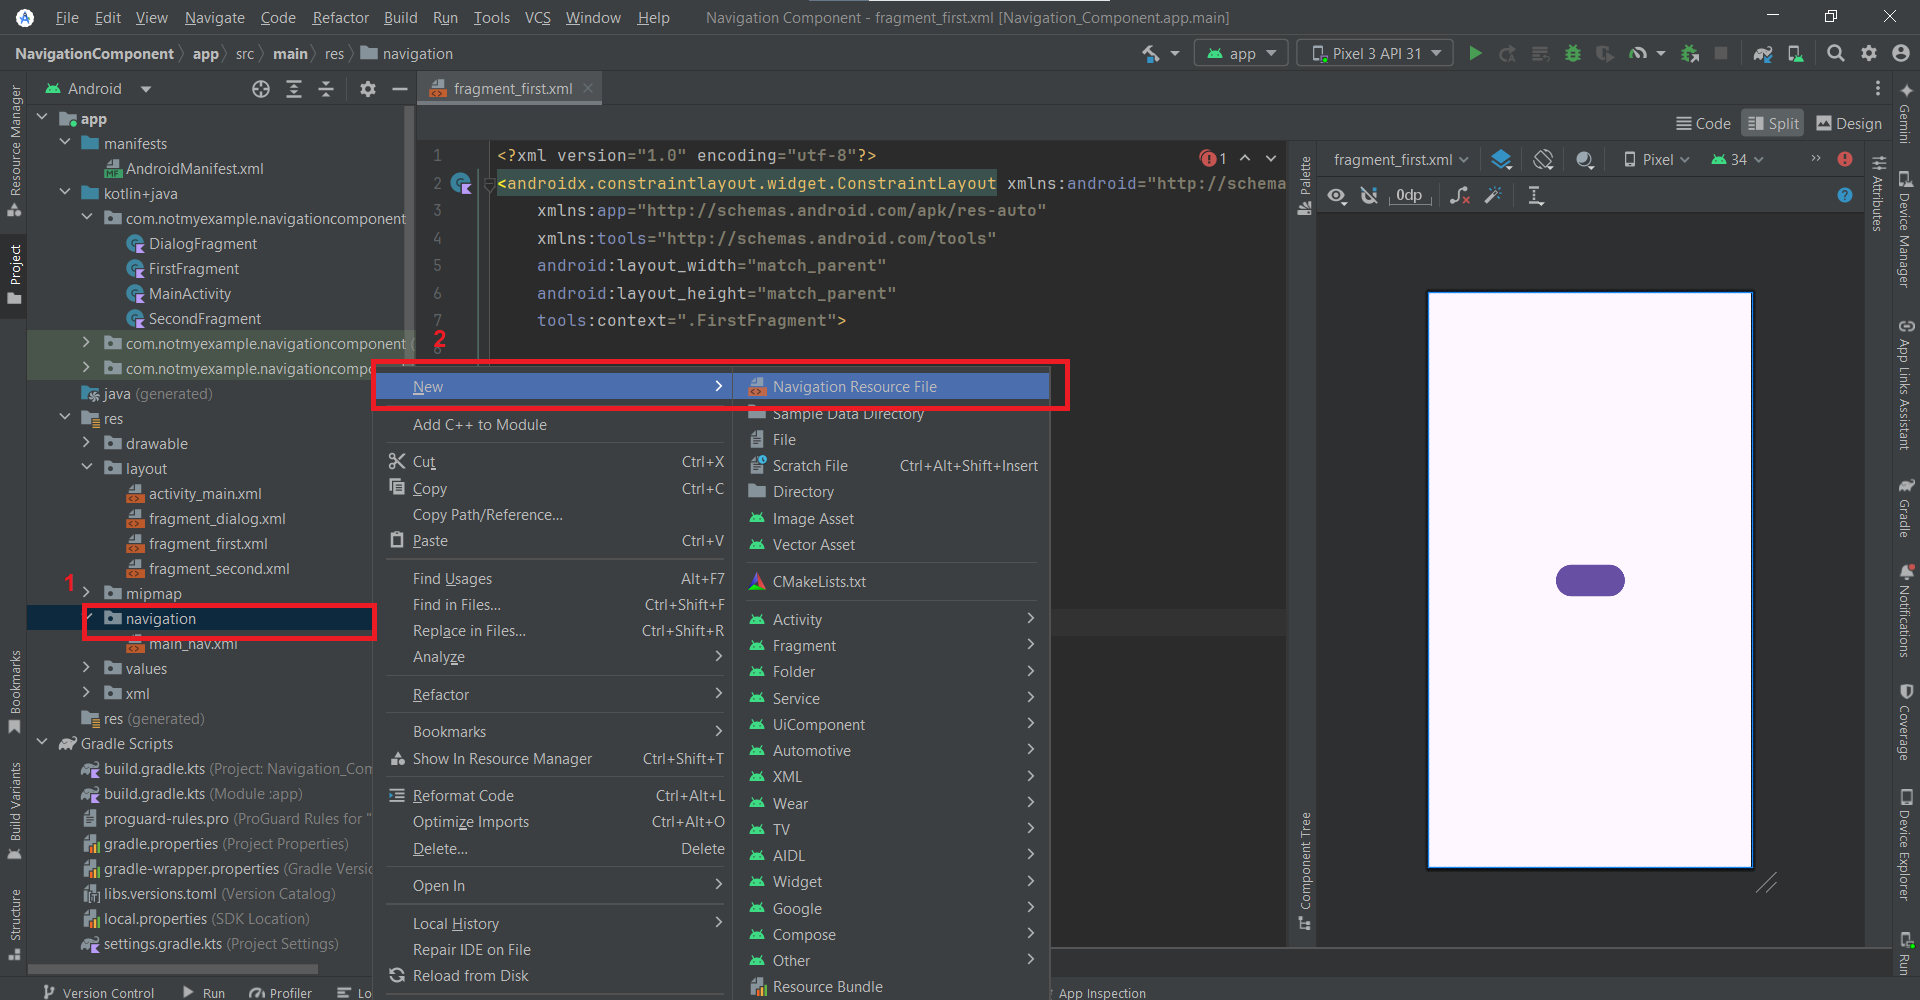 File Edit View Navigate Code Refactor Build Run Tools VCS Window Help Navigation Component - fragment_first.xml [Navigation_Component.app.main]
NavigationComponent app src main res navigation app Pixel 3 API 31
Android fragment_first.xml
Code Split Design
Resource Manager
Project
Bookmarks
Build Variants
Structure
app
manifests
AndroidManifest.xml
kotlin+java
com.notmyexample.navigationcomponent
DialogFragment
FirstFragment
MainActivity
SecondFragment
com.notmyexample.navigationcomponent (
com.notmyexample.navigationcompo
java (generated)
res
drawable
layout
activity_main.xml
fragment_dialog.xml
fragment_first.xml
fragment_second.xml
1
mipmap
navigation
main_nav.xml
values
xml
res (generated)
Gradle Scripts
build.gradle.kts (Project: Navigation_Com
build.gradle.kts (Module :app)
proguard-rules.pro (ProGuard Rules for "
gradle.properties (Project Properties)
gradle-wrapper.properties (Gradle Versio
libs.versions.toml (Version Catalog)
local.properties (SDK Location)
settings.gradle.kts (Project Settings)
1 <?xml version="1.0" encoding="utf-8"?> 1
2 <androidx.constraintlayout.widget.ConstraintLayout xmlns:android="http://schema
3 xmlns:app="http://schemas.android.com/apk/res-auto"
4 xmlns:tools="http://schemas.android.com/tools"
5 android:layout_width="match_parent"
6 android:layout_height="match_parent"
7 tools:context=".FirstFragment">
2
8
New
Add C++ to Module
Cut Ctrl+X
Copy Ctrl+C
Copy Path/Reference...
Paste Ctrl+V
Find Usages Alt+F7
Find in Files... Ctrl+Shift+F
Replace in Files... Ctrl+Shift+R
Analyze
Refactor
Bookmarks
Show In Resource Manager Ctrl+Shift+T
Reformat Code Ctrl+Alt+L
Optimize Imports Ctrl+Alt+O
Delete... Delete
Open In
Local History
Repair IDE on File
Reload from Disk
Navigation Resource File
Sample Data Directory
File
Scratch File Ctrl+Alt+Shift+Insert
Directory
Image Asset
Vector Asset
CMakeLists.txt
Activity
Fragment
Folder
Service
UiComponent
Automotive
XML
Wear
TV
AIDL
Widget
Google
Compose
Other
Resource Bundle
Palette
Component Tree
fragment_first.xml Pixel 34
0dp
Attributes
Gemini
Device Manager
App Links Assistant
Gradle
Notifications
Coverage
Device Explorer
Run
Version Control Run Profiler Lo App Inspection